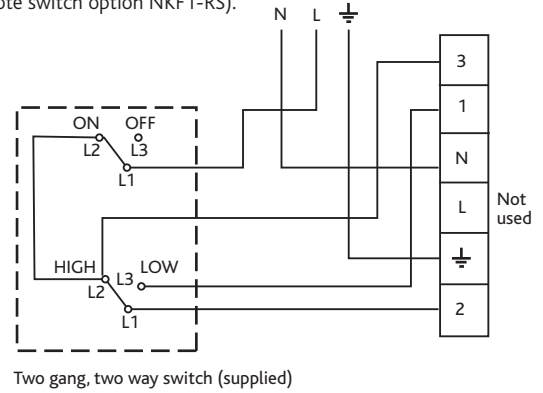 ote switch option NKF1-RS).
N L
3
ON OFF
L2 L3
1
L1
N
L
Not
used
HIGH L3 LOW
L2
L1
2
Two gang, two way switch (supplied)